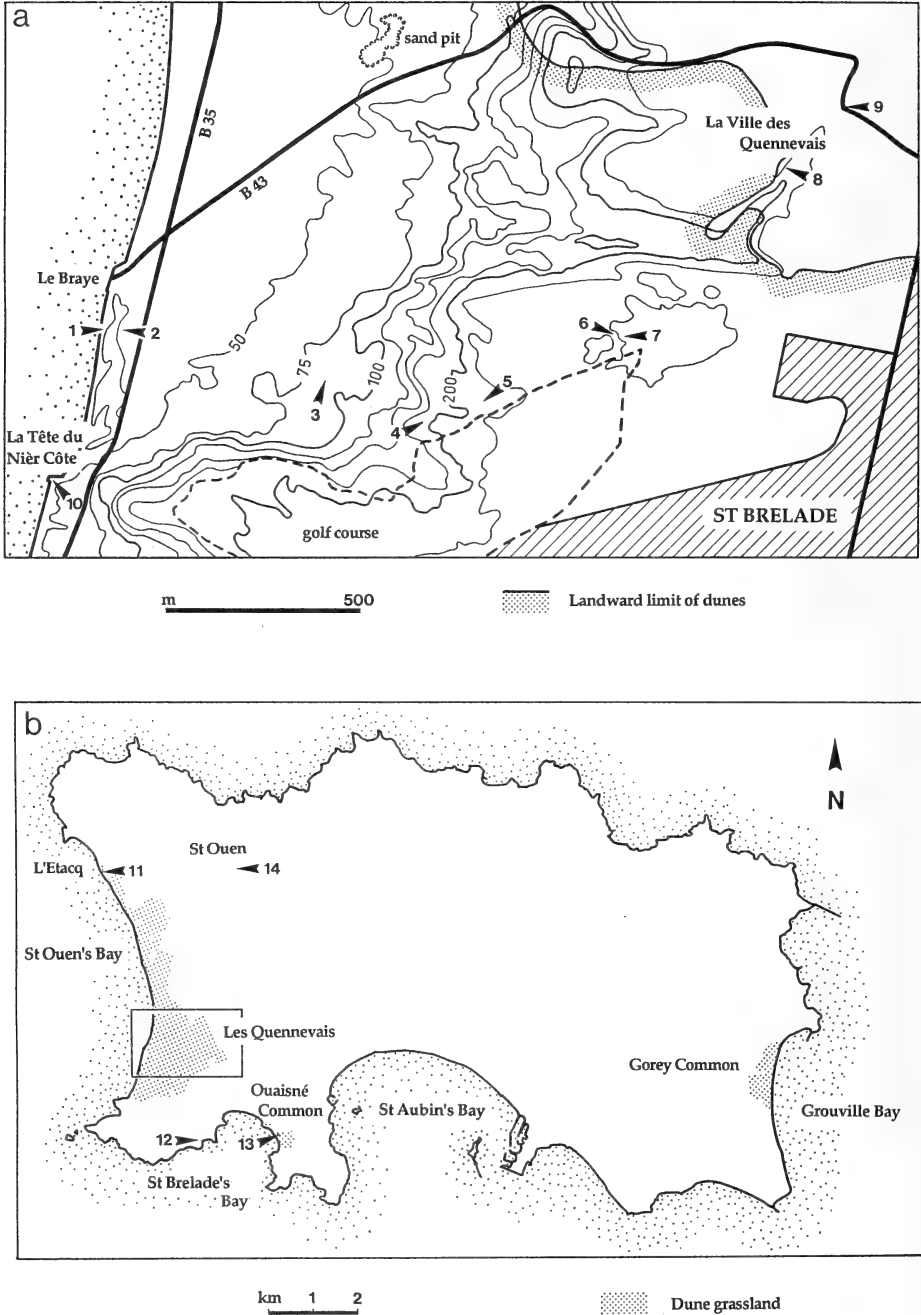 a
sand pit
B 35
9
La Ville des
Quennevais
8
B 43
Le Braye
1
2
50
75
100
200
6
7
3
5
4
La Tête du
Nièr Côte
10
golf course
ST BRELADE
m 500
Landward limit of dunes
b
N
St Ouen
L'Etacq
11
14
St Ouen's Bay
Les Quennevais
Ouaisné
Common
Gorey Common
St Aubin's Bay
Grouville Bay
12
13
St Brelade's
Bay
km 1 2
Dune grassland